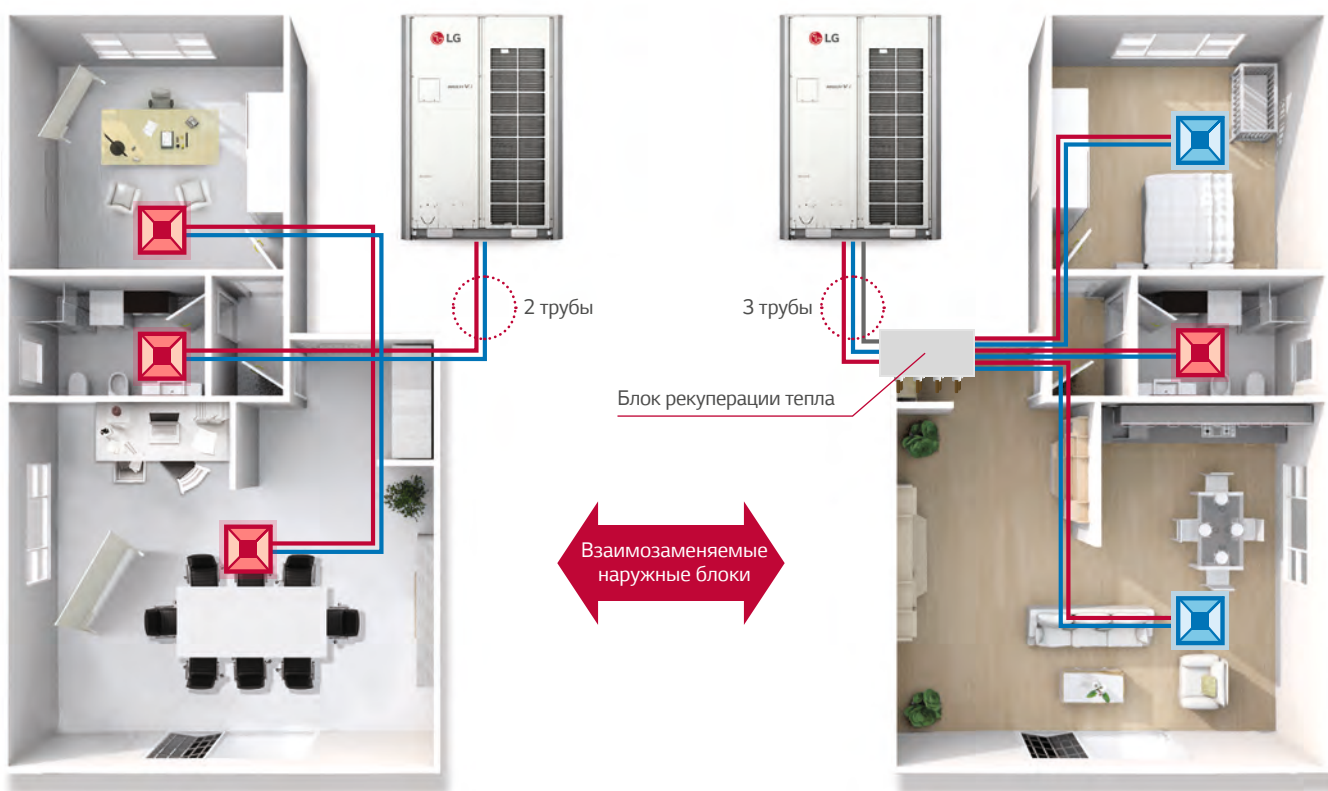 LG
LG
2 трубы
3 трубы
Блок рекуперации тепла
Взаимозаменяемые
наружные блоки